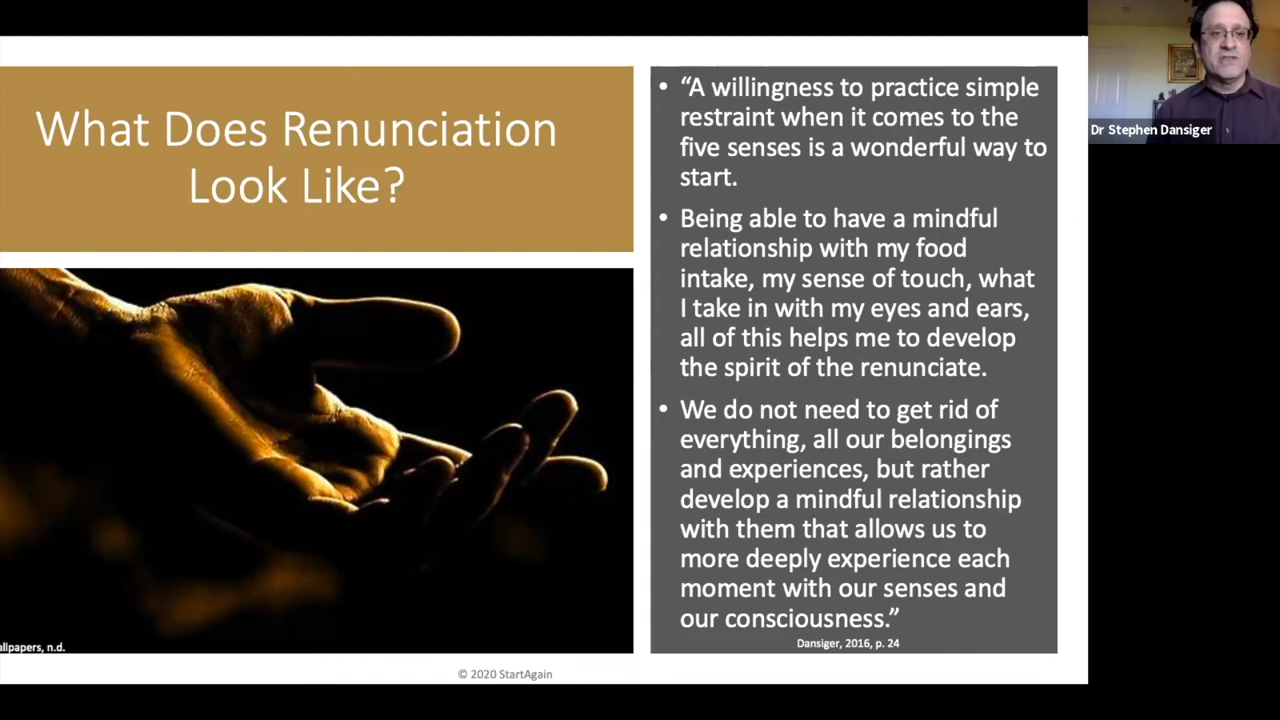 What Does Renunciation
Look Like?
• “A willingness to practice simple
restraint when it comes to the
five senses is a wonderful way to
start.
• Being able to have a mindful
relationship with my food
intake, my sense of touch, what
I take in with my eyes and ears,
all of this helps me to develop
the spirit of the renunciate.
• We do not need to get rid of
everything, all our belongings
and experiences, but rather
develop a mindful relationship
with them that allows us to
more deeply experience each
moment with our senses and
our consciousness.”
Dansiger, 2016, p. 24
allpapers, n.d.
© 2020 StartAgain
Dr Stephen Dansiger